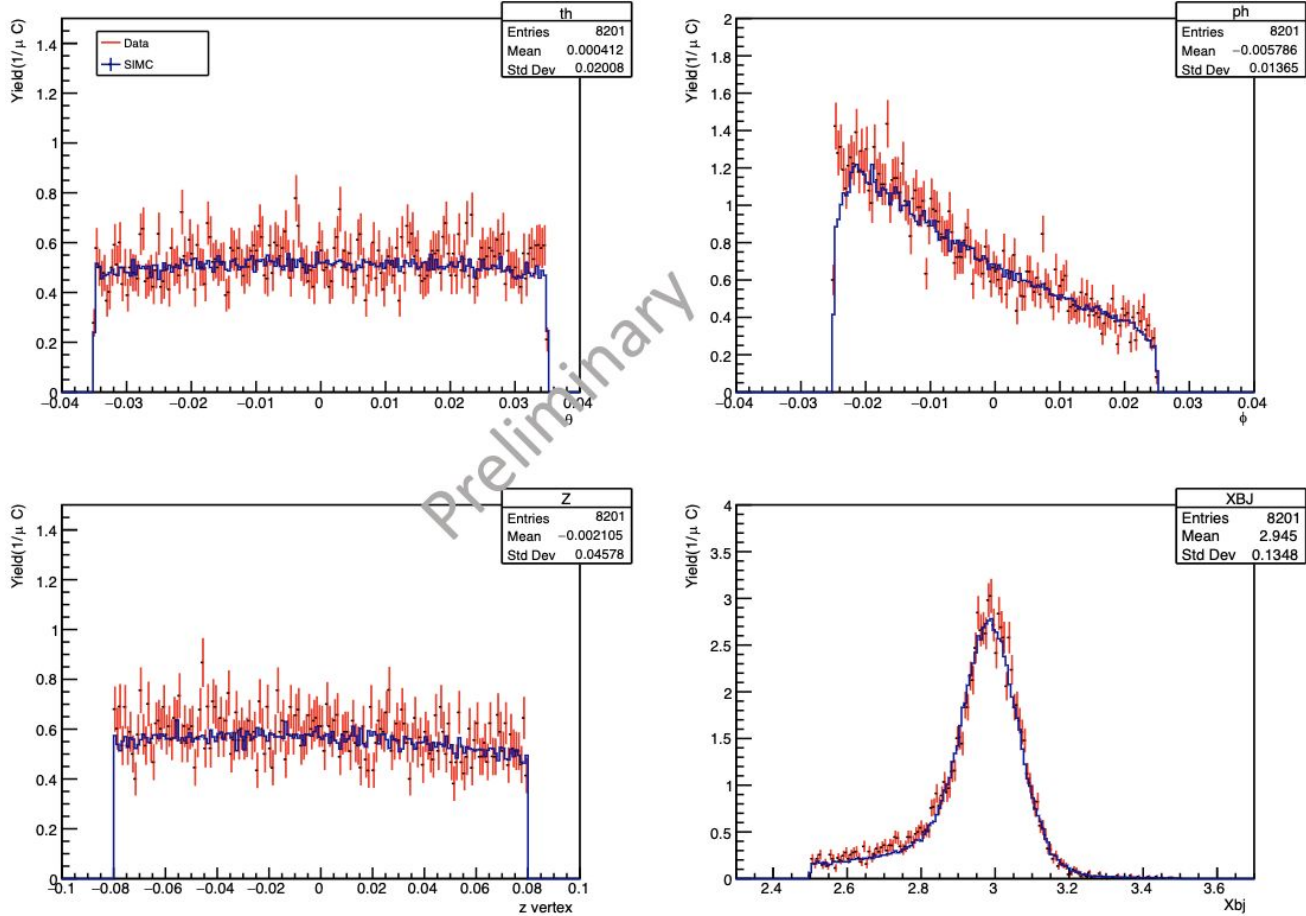 th
Entries 8201
Mean 0.000412
Std Dev 0.02008
Data
SIMC
Yield(1/μ C)
1.4
1.2
1
0.8
0.6
0.4
0.2
0
−0.04 −0.03 −0.02 −0.01 0 0.01 0.02 0.03 0.04
θ
ph
Entries 8201
Mean −0.005786
Std Dev 0.01365
Yield(1/μ C)
2
1.8
1.6
1.4
1.2
1
0.8
0.6
0.4
0.2
0
−0.04 −0.03 −0.02 −0.01 0 0.01 0.02 0.03 0.04
ϕ
Preliminary
Z
Entries 8201
Mean −0.002105
Std Dev 0.04578
Yield(1/μ C)
1.4
1.2
1
0.8
0.6
0.4
0.2
0
−0.1 −0.08 −0.06 −0.04 −0.02 0 0.02 0.04 0.06 0.08 0.1
z vertex
XBJ
Entries 8201
Mean 2.945
Std Dev 0.1348
Yield(1/μ C)
4
3.5
3
2.5
2
1.5
1
0.5
0
2.4 2.6 2.8 3 3.2 3.4 3.6
Xbj